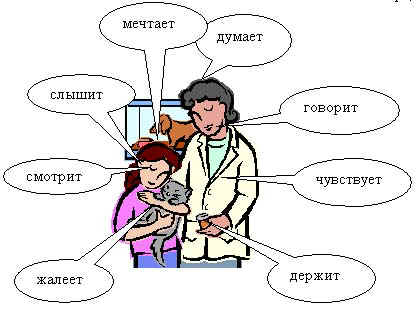 мечтает
думает
слышит
говорит
смотрит
чувствует
жалеет
держит